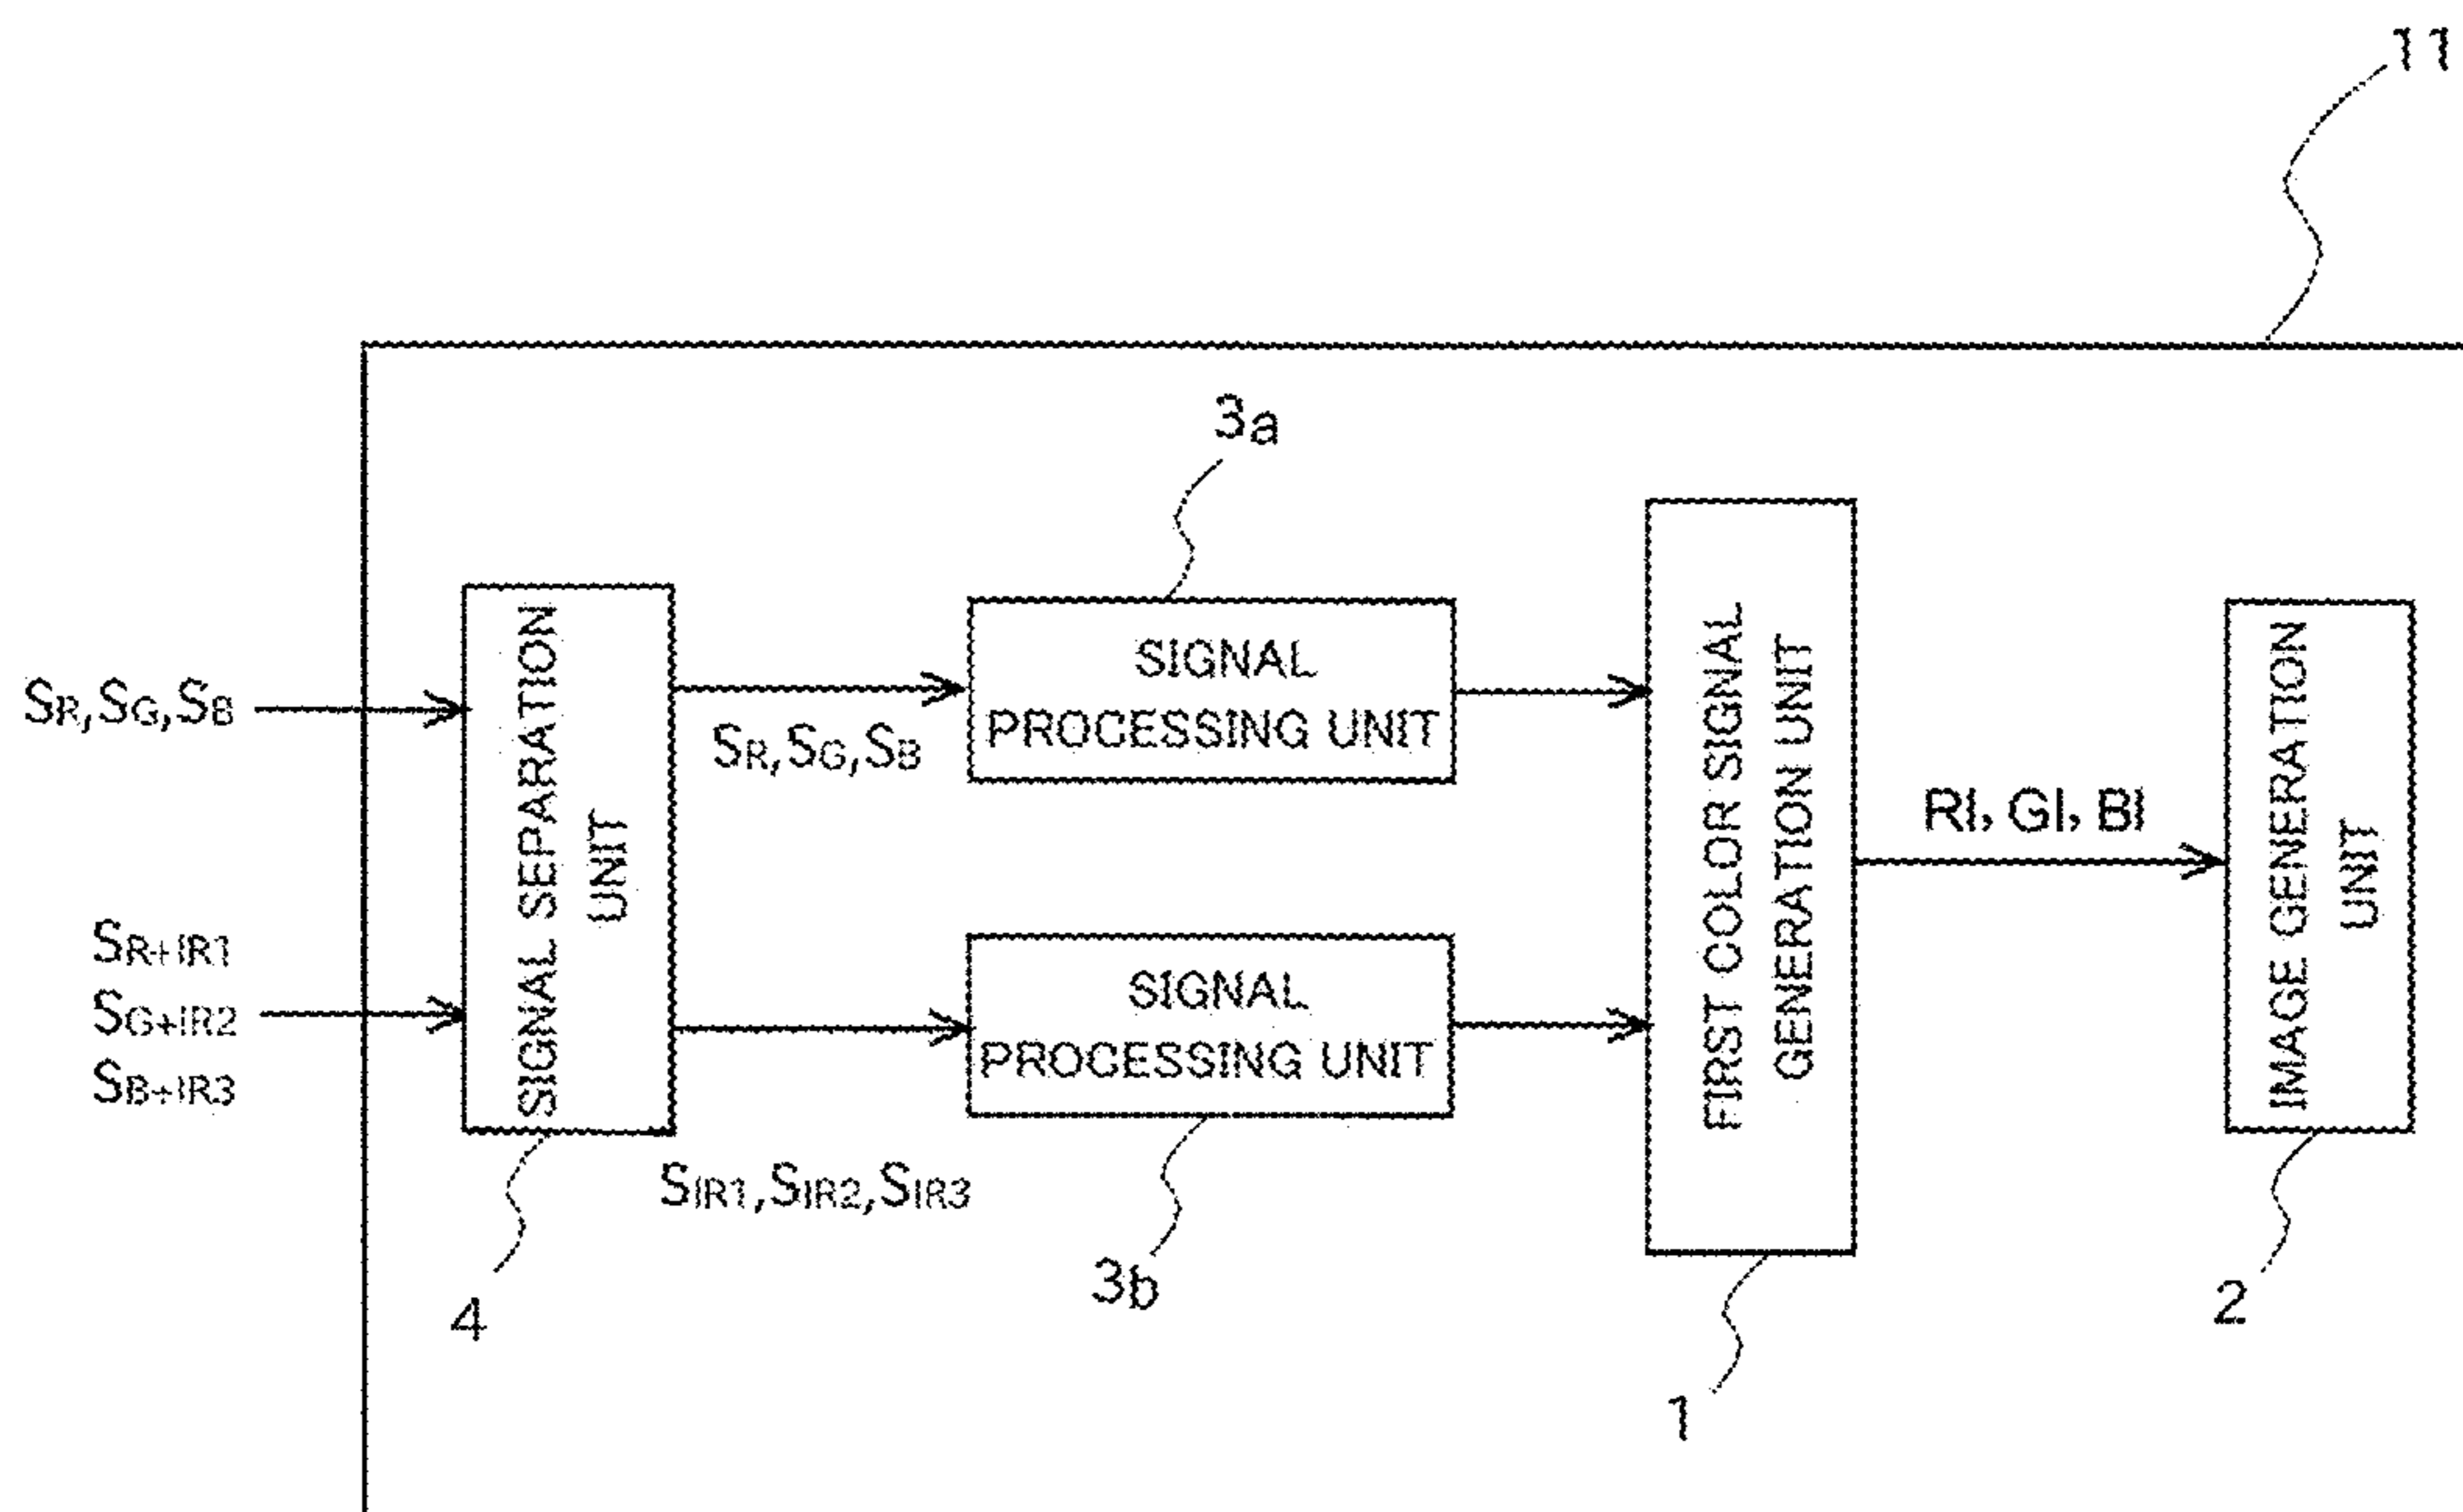 11
3a
SIGNAL
PROCESSING UNIT
SR,SG,SB
SIGNAL SEPARATION
UNIT
SR,SG,SB
FIRST COLOR SIGNAL
GENERATION UNIT
RI, GI, BI
IMAGE GENERATION
UNIT
SR+IR1
SG+IR2
SB+IR3
SIGNAL
PROCESSING UNIT
SIR1,SIR2,SIR3
3b
4
2
1